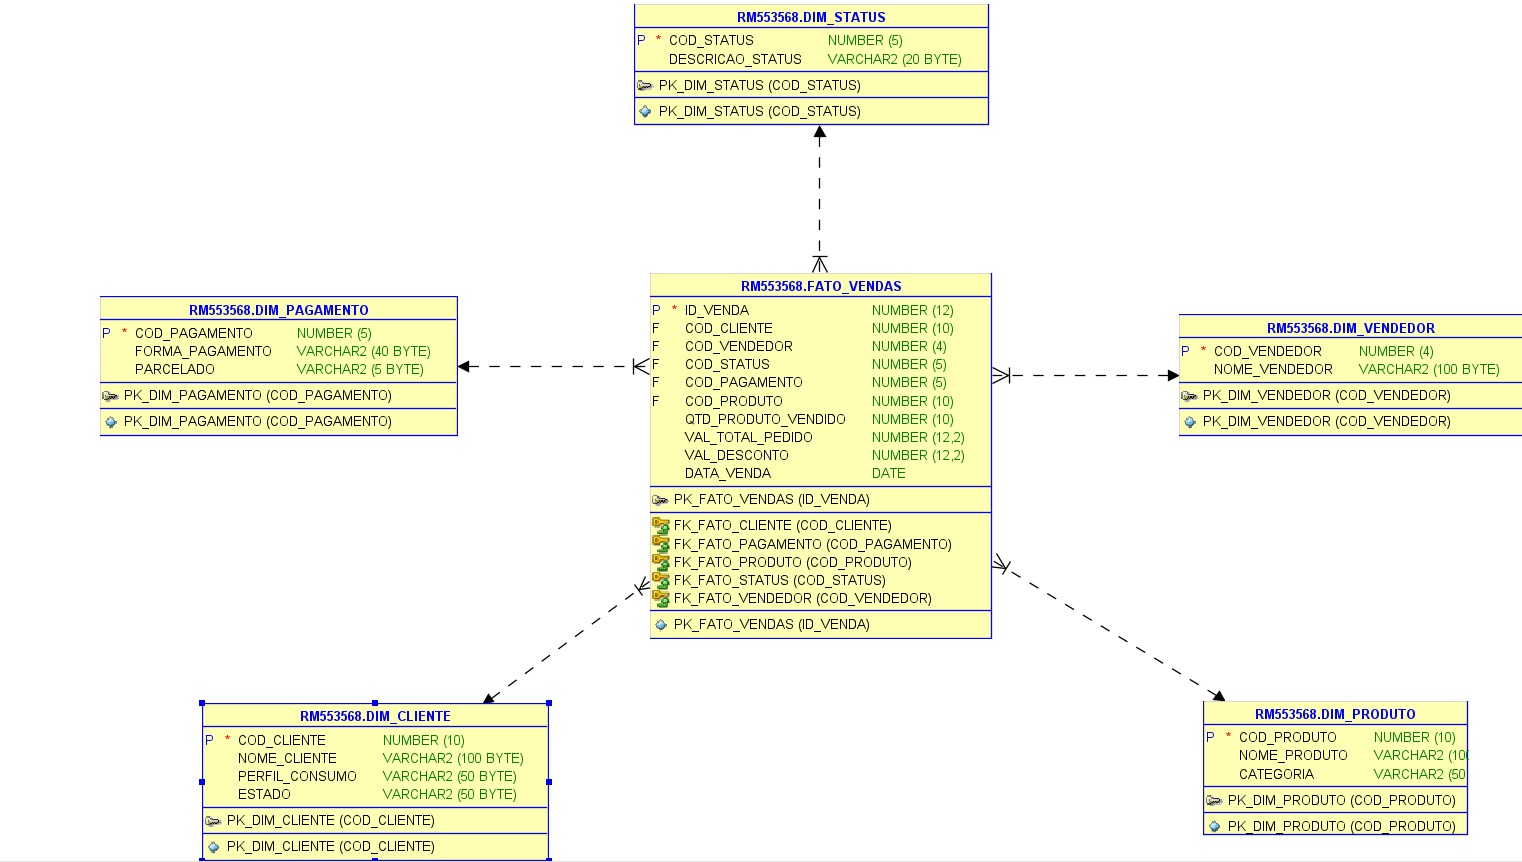 RM553568.DIM_STATUS
P * COD_STATUS NUMBER (5)
DESCRICAO_STATUS VARCHAR2 (20 BYTE)
PK_DIM_STATUS (COD_STATUS)
PK_DIM_STATUS (COD_STATUS)
RM553568.DIM_PAGAMENTO
P * COD_PAGAMENTO NUMBER (5)
FORMA_PAGAMENTO VARCHAR2 (40 BYTE)
PARCELADO VARCHAR2 (5 BYTE)
PK_DIM_PAGAMENTO (COD_PAGAMENTO)
PK_DIM_PAGAMENTO (COD_PAGAMENTO)
RM553568.FATO_VENDAS
P * ID_VENDA NUMBER (12)
F COD_CLIENTE NUMBER (10)
F COD_VENDEDOR NUMBER (4)
F COD_STATUS NUMBER (5)
F COD_PAGAMENTO NUMBER (5)
F COD_PRODUTO NUMBER (10)
QTD_PRODUTO_VENDIDO NUMBER (10)
VAL_TOTAL_PEDIDO NUMBER (12,2)
VAL_DESCONTO NUMBER (12,2)
DATA_VENDA DATE
PK_FATO_VENDAS (ID_VENDA)
FK_FATO_CLIENTE (COD_CLIENTE)
FK_FATO_PAGAMENTO (COD_PAGAMENTO)
FK_FATO_PRODUTO (COD_PRODUTO)
FK_FATO_STATUS (COD_STATUS)
FK_FATO_VENDEDOR (COD_VENDEDOR)
PK_FATO_VENDAS (ID_VENDA)
RM553568.DIM_VENDEDOR
P * COD_VENDEDOR NUMBER (4)
NOME_VENDEDOR VARCHAR2 (100 BYTE)
PK_DIM_VENDEDOR (COD_VENDEDOR)
PK_DIM_VENDEDOR (COD_VENDEDOR)
RM553568.DIM_CLIENTE
P * COD_CLIENTE NUMBER (10)
NOME_CLIENTE VARCHAR2 (100 BYTE)
PERFIL_CONSUMO VARCHAR2 (50 BYTE)
ESTADO VARCHAR2 (50 BYTE)
PK_DIM_CLIENTE (COD_CLIENTE)
PK_DIM_CLIENTE (COD_CLIENTE)
RM553568.DIM_PRODUTO
P * COD_PRODUTO NUMBER (10)
NOME_PRODUTO VARCHAR2 (10
CATEGORIA VARCHAR2 (50
PK_DIM_PRODUTO (COD_PRODUTO)
PK_DIM_PRODUTO (COD_PRODUTO)